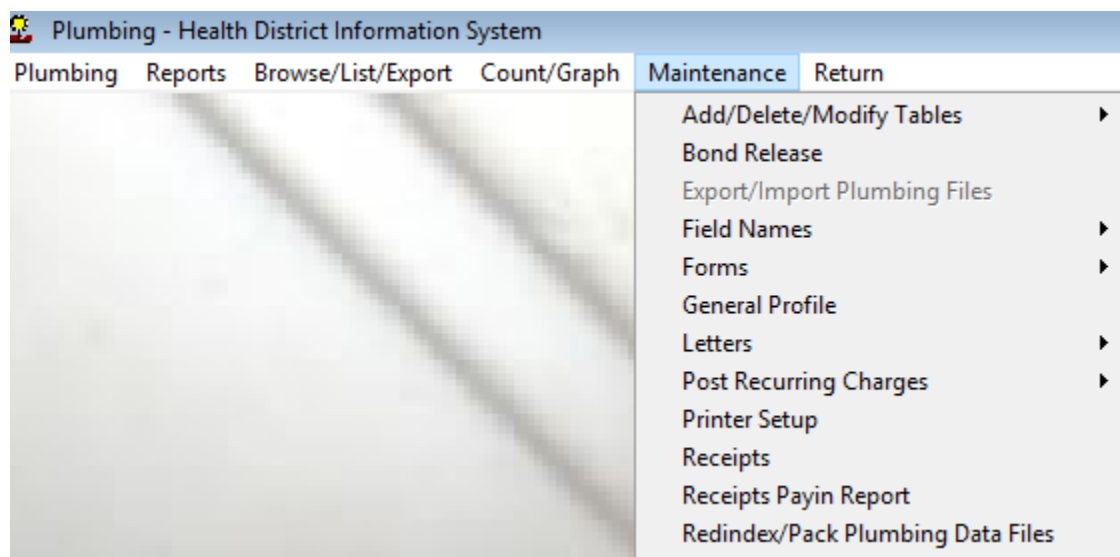 Plumbing - Health District Information System
Plumbing Reports Browse/List/Export Count/Graph Maintenance Return
Add/Delete/Modify Tables
Bond Release
Export/Import Plumbing Files
Field Names
Forms
General Profile
Letters
Post Recurring Charges
Printer Setup
Receipts
Receipts Payin Report
Redindex/Pack Plumbing Data Files